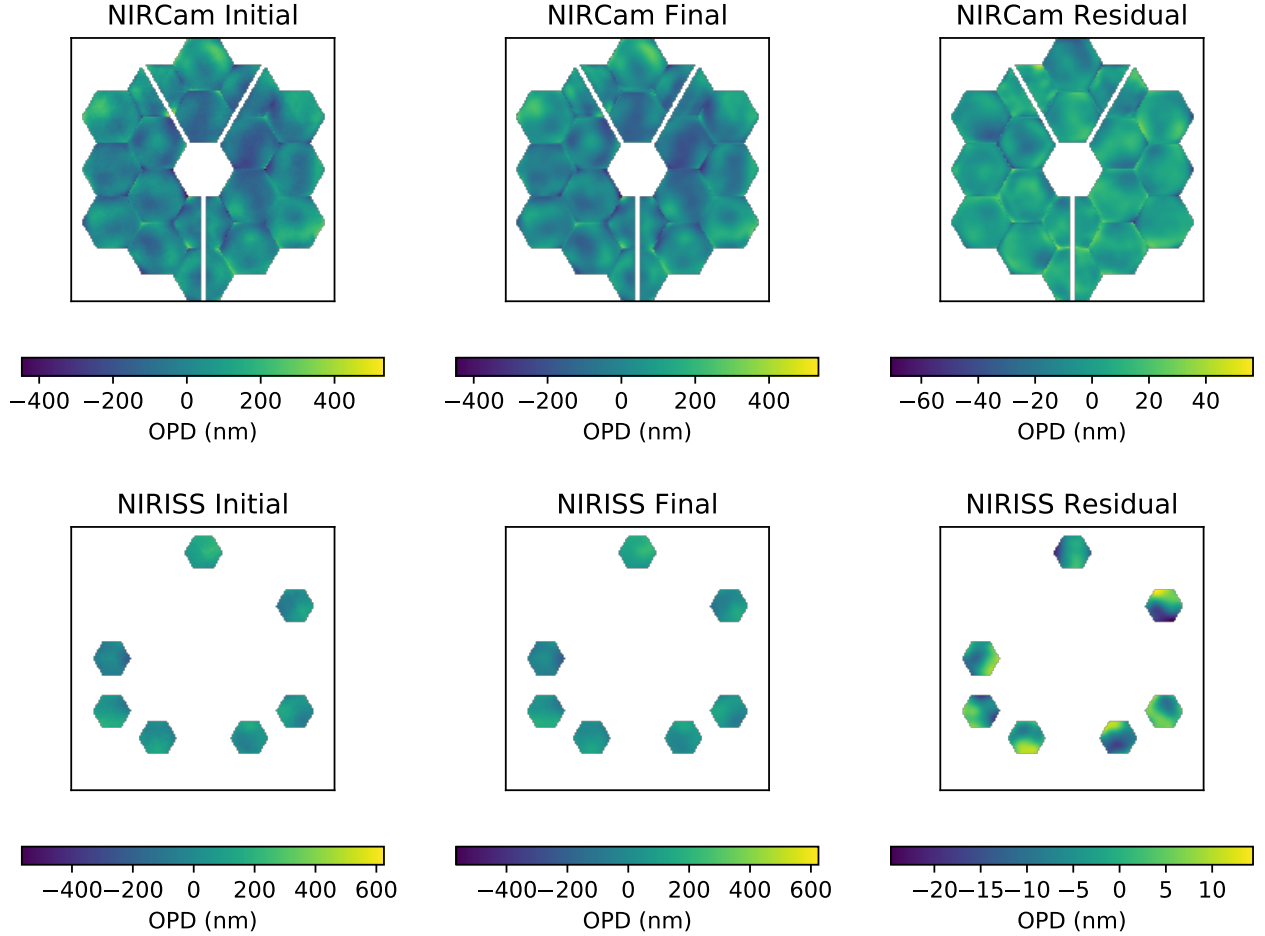 NIRCam Initial NIRCam Final NIRCam Residual
−400 −200 0 200 400 −400 −200 0 200 400 −60 −40 −20 0 20 40
OPD (nm) OPD (nm) OPD (nm)
NIRISS Initial NIRISS Final NIRISS Residual
−400 −200 0 200 400 600 −400 −200 0 200 400 600 −20 −15 −10 −5 0 5 10
OPD (nm) OPD (nm) OPD (nm)